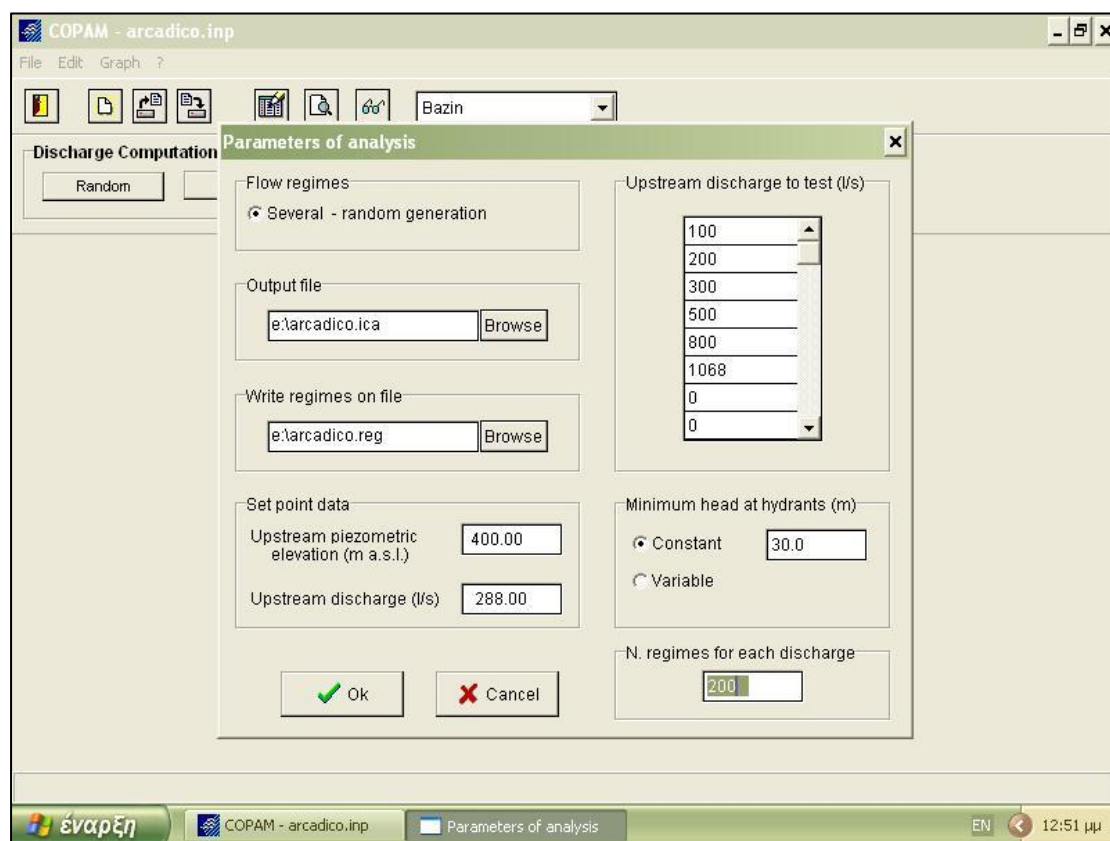 COPAM - arcadico.inp
File Edit Graph ?
Bazin
Discharge Computation
Random
Parameters of analysis
Flow regimes
Several - random generation
Output file
e:\arcadico.ica
Browse
Write regimes on file
e:\arcadico.reg
Browse
Set point data
Upstream piezometric
elevation (m a.s.l.)
400.00
Upstream discharge (l/s)
288.00
Ok
Cancel
Upstream discharge to test (l/s)
100
200
300
500
800
1068
0
0
Minimum head at hydrants (m)
Constant
30.0
Variable
N. regimes for each discharge
200
έναρξη
COPAM - arcadico.inp
Parameters of analysis
EN
12:51 μμ